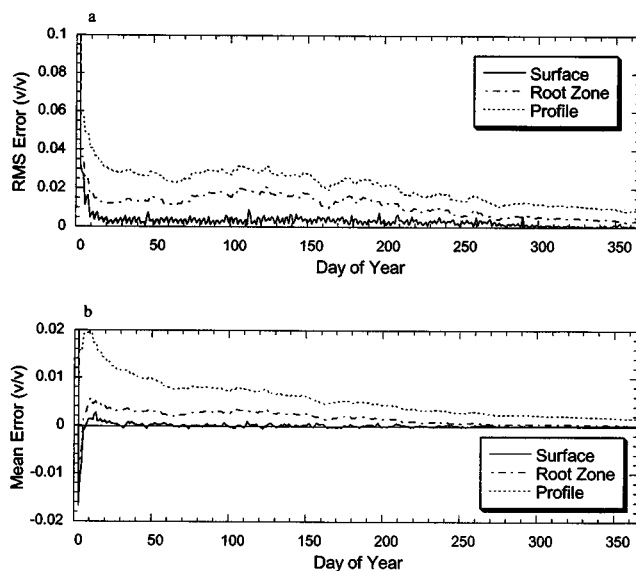 a
0.1
0.08
0.06
0.04
0.02
0
RMS Error (v/v)
Surface
Root Zone
Profile
0 50 100 150 200 250 300 350
Day of Year
b
0.02
0.01
0
-0.01
-0.02
Mean Error (v/v)
Surface
Root Zone
Profile
0 50 100 150 200 250 300 350
Day of Year